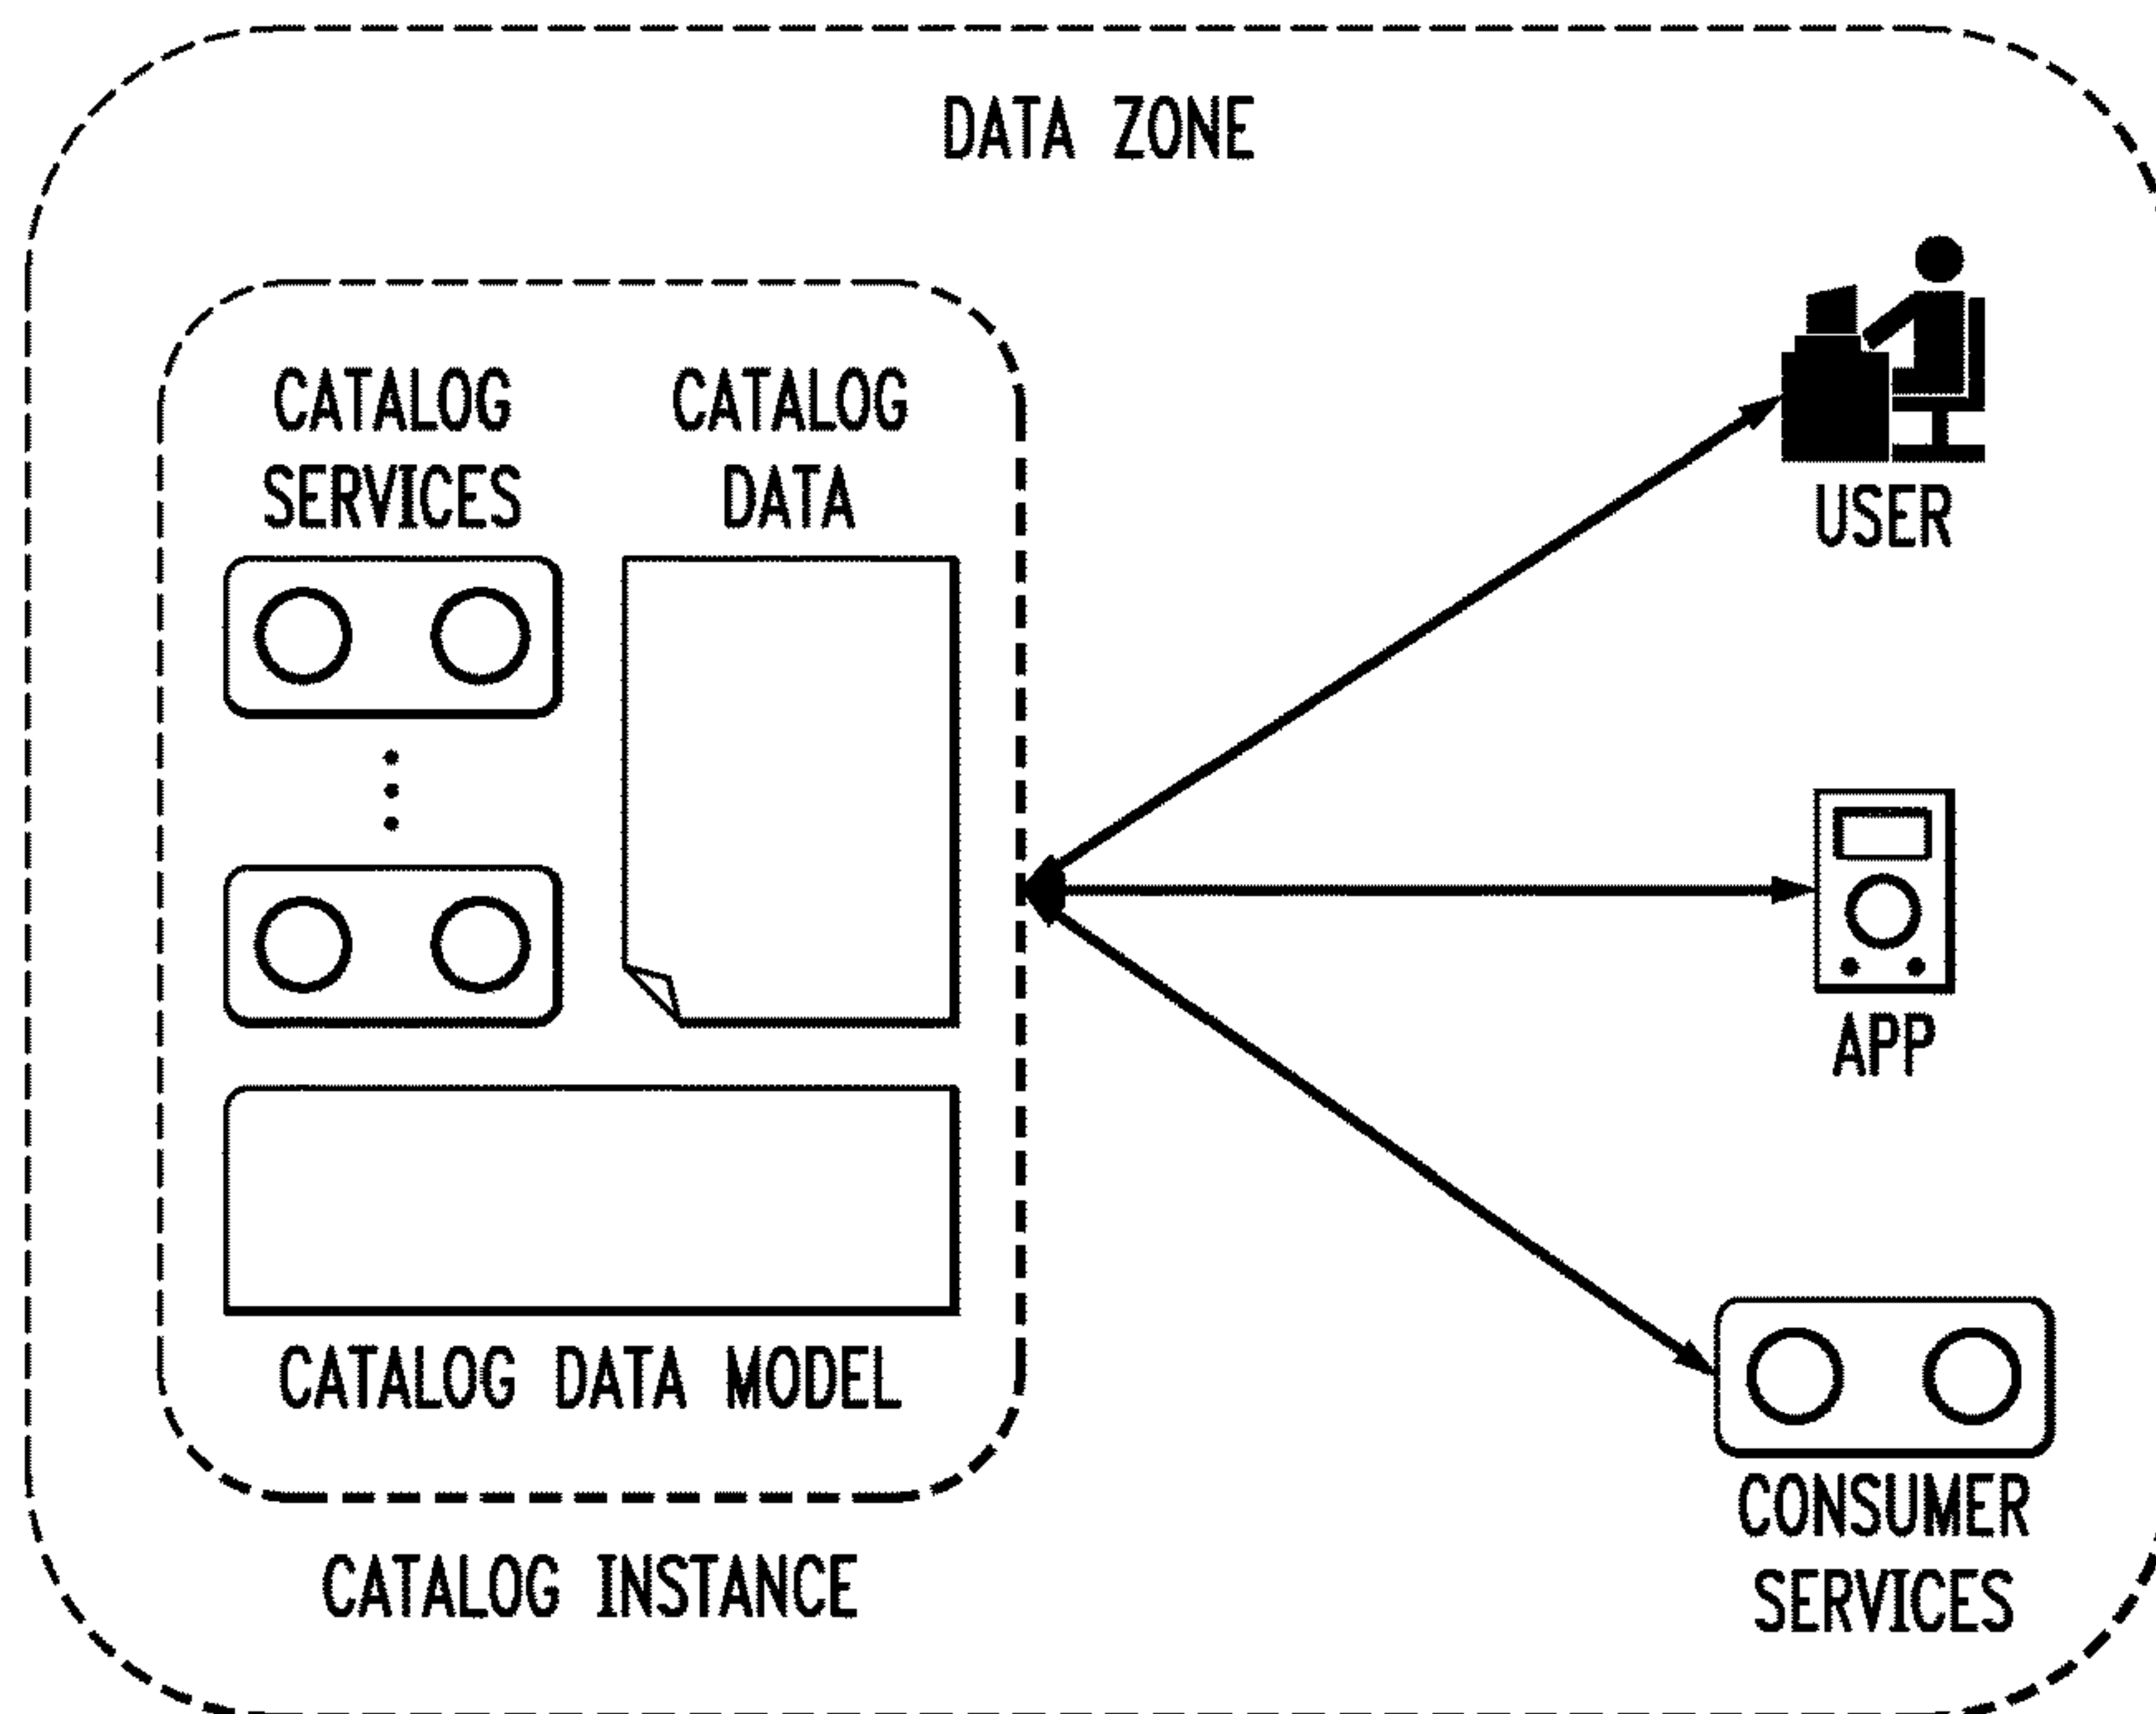 DATA ZONE
CATALOG
SERVICES
CATALOG
DATA
USER
APP
CATALOG DATA MODEL
CATALOG INSTANCE
CONSUMER
SERVICES